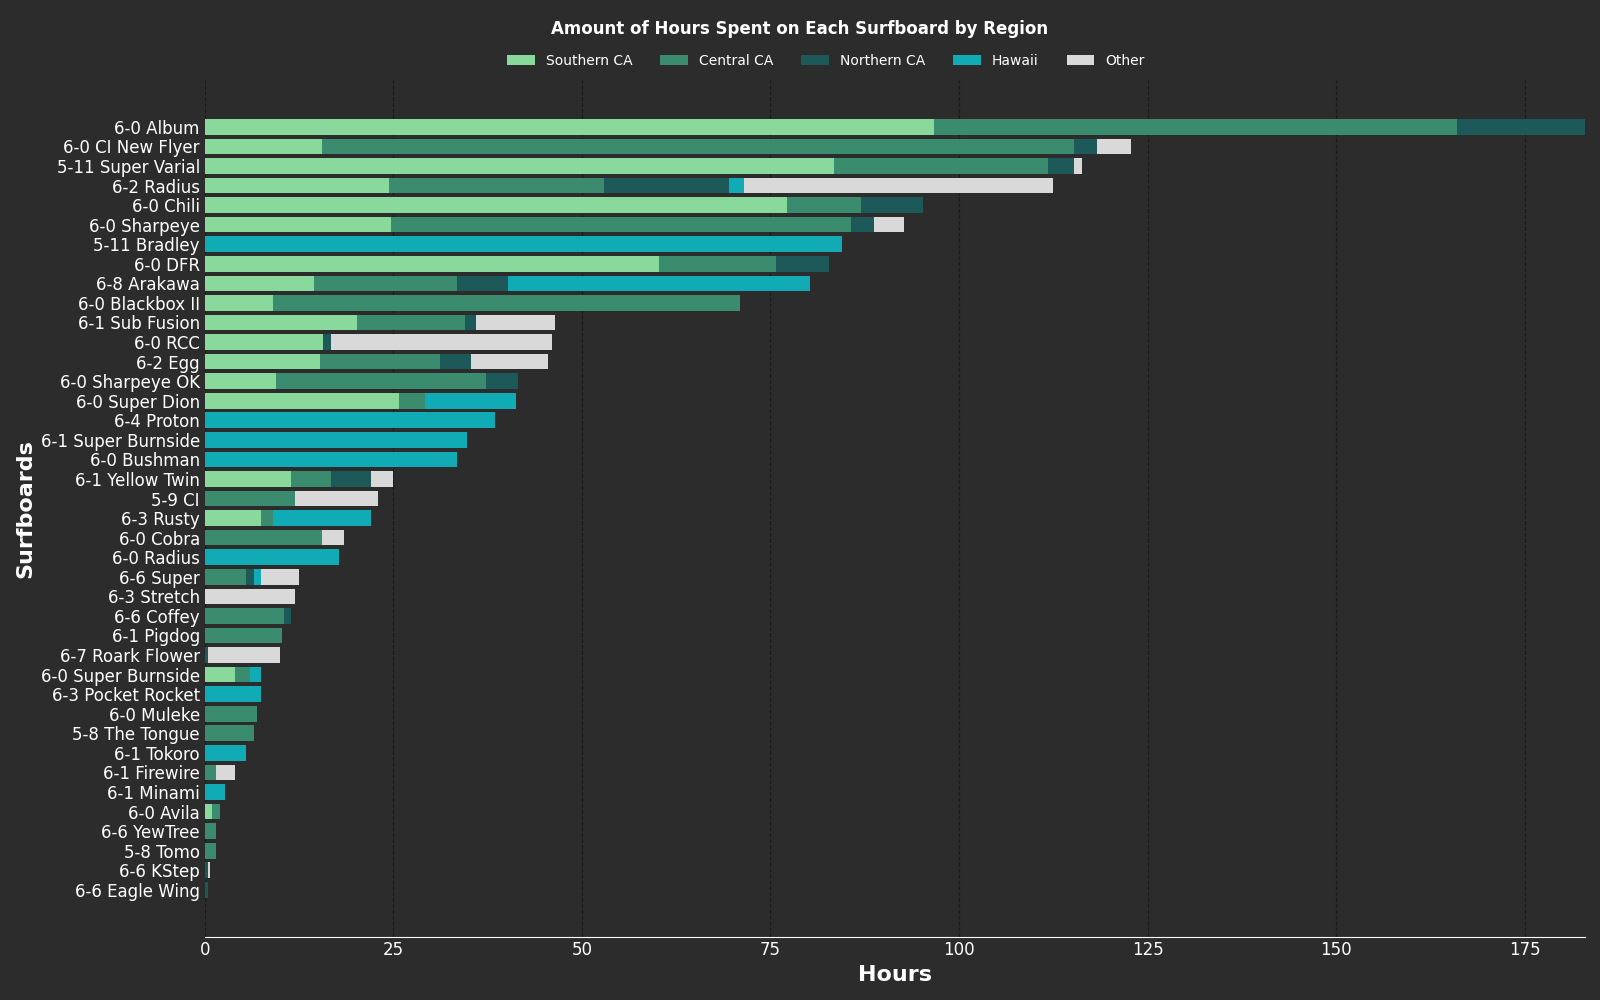 Amount of Hours Spent on Each Surfboard by Region
Southern CA Central CA Northern CA Hawaii Other
6-0 Album
6-0 CI New Flyer
5-11 Super Varial
6-2 Radius
6-0 Chili
6-0 Sharpeye
5-11 Bradley
6-0 DFR
6-8 Arakawa
6-0 Blackbox II
6-1 Sub Fusion
6-0 RCC
6-2 Egg
6-0 Sharpeye OK
6-0 Super Dion
6-4 Proton
6-1 Super Burnside
6-0 Bushman
6-1 Yellow Twin
5-9 CI
6-3 Rusty
6-0 Cobra
6-0 Radius
6-6 Super
6-3 Stretch
6-6 Coffey
6-1 Pigdog
6-7 Roark Flower
6-0 Super Burnside
6-3 Pocket Rocket
6-0 Muleke
5-8 The Tongue
6-1 Tokoro
6-1 Firewire
6-1 Minami
6-0 Avila
6-6 YewTree
5-8 Tomo
6-6 KStep
6-6 Eagle Wing
Surfboards
0 25 50 75 100 125 150 175
Hours